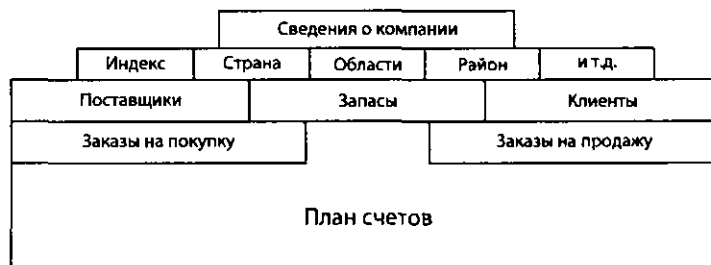 Сведения о компании
Индекс Страна Области Район и т.д.
Поставщики Запасы Клиенты
Заказы на покупку Заказы на продажу
План счетов